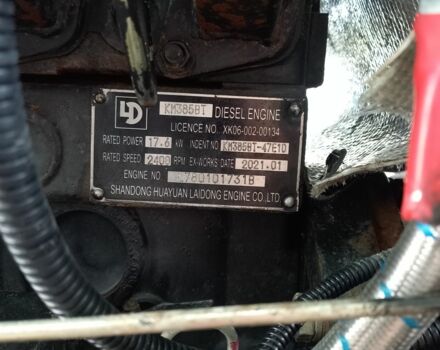 LD KM385BT DIESEL ENGINE
LICENCE NO. XK06-002-00134
RATED POWER 17.6 KW INDENT NO KM385BT-47E10
RATED SPEED 2400 RPM EX-WORKS DATE 2021.01
ENGINE NO.
SHANDONG HUAYUAN LAIDONG ENGINE CO.,LTD.